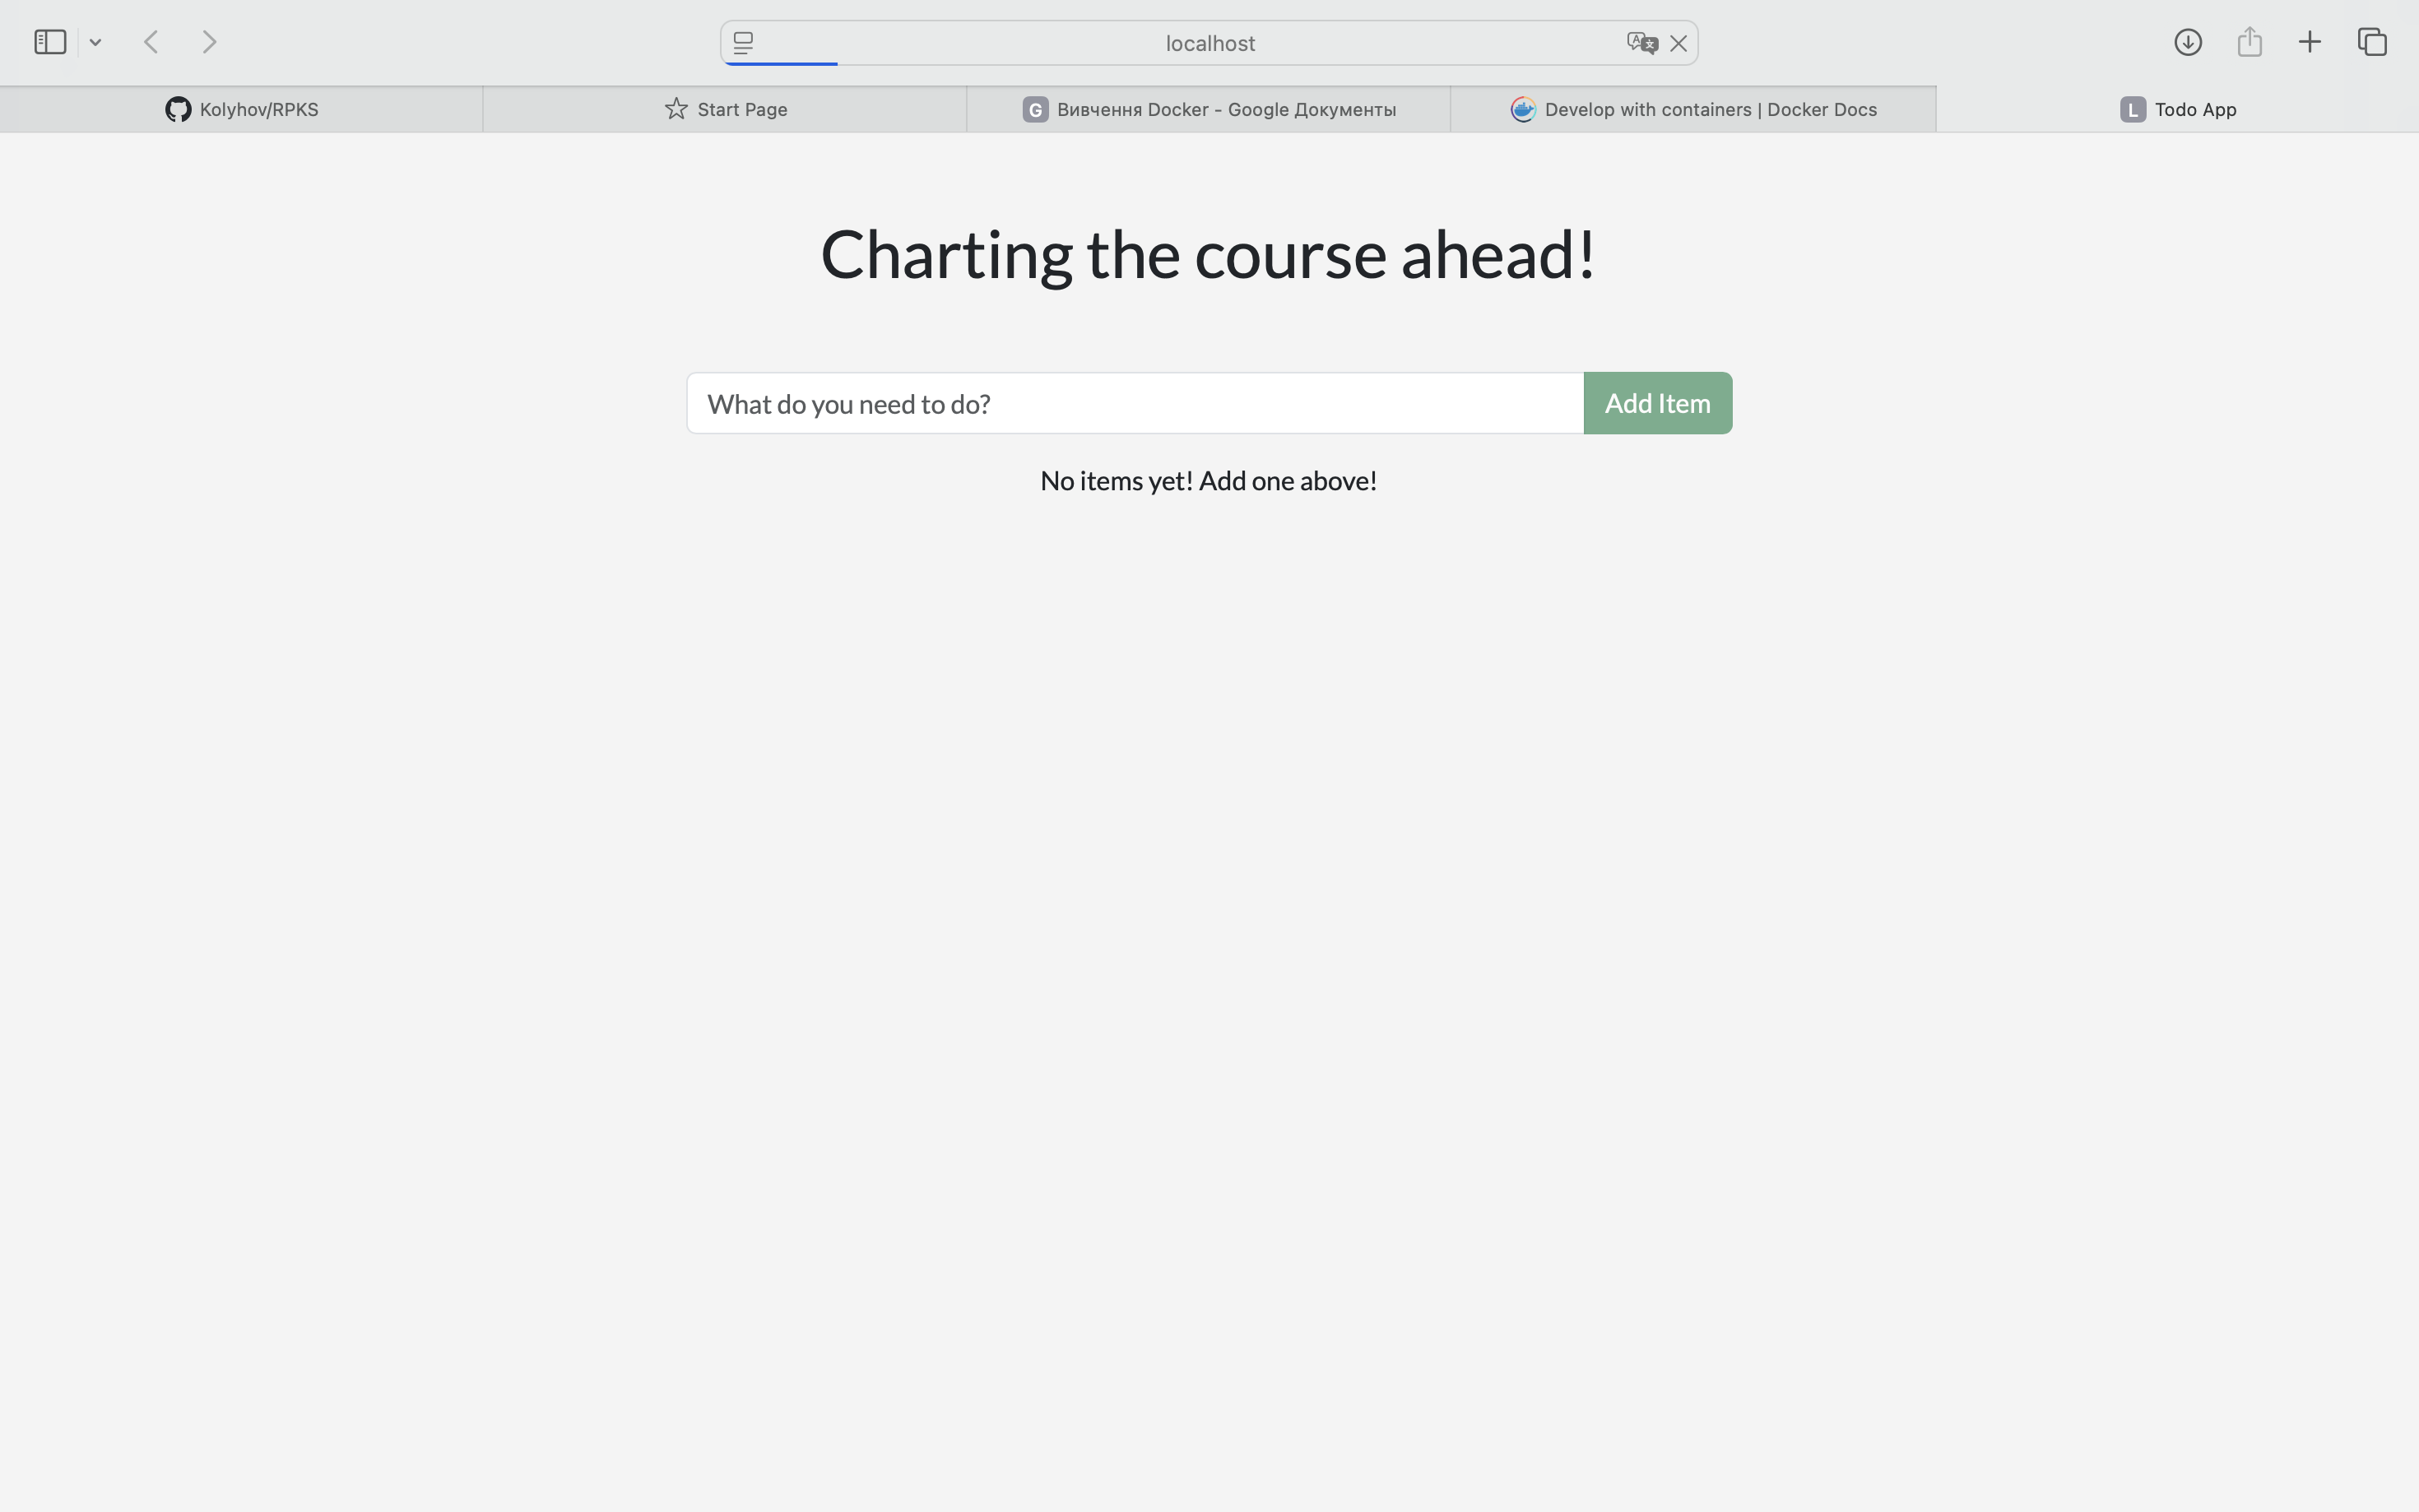 localhost
Kolyhov/RPKS
Start Page
G Вивчення Docker - Google Документы
Develop with containers | Docker Docs
L Todo App
Charting the course ahead!
What do you need to do?
Add Item
No items yet! Add one above!